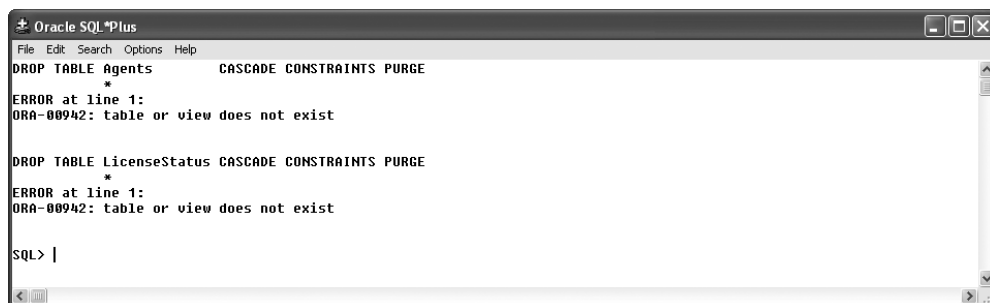 Oracle SQL*Plus
File Edit Search Options Help
DROP TABLE Agents        CASCADE CONSTRAINTS PURGE
           *
ERROR at line 1:
ORA-00942: table or view does not exist
DROP TABLE LicenseStatus CASCADE CONSTRAINTS PURGE
           *
ERROR at line 1:
ORA-00942: table or view does not exist
SQL>